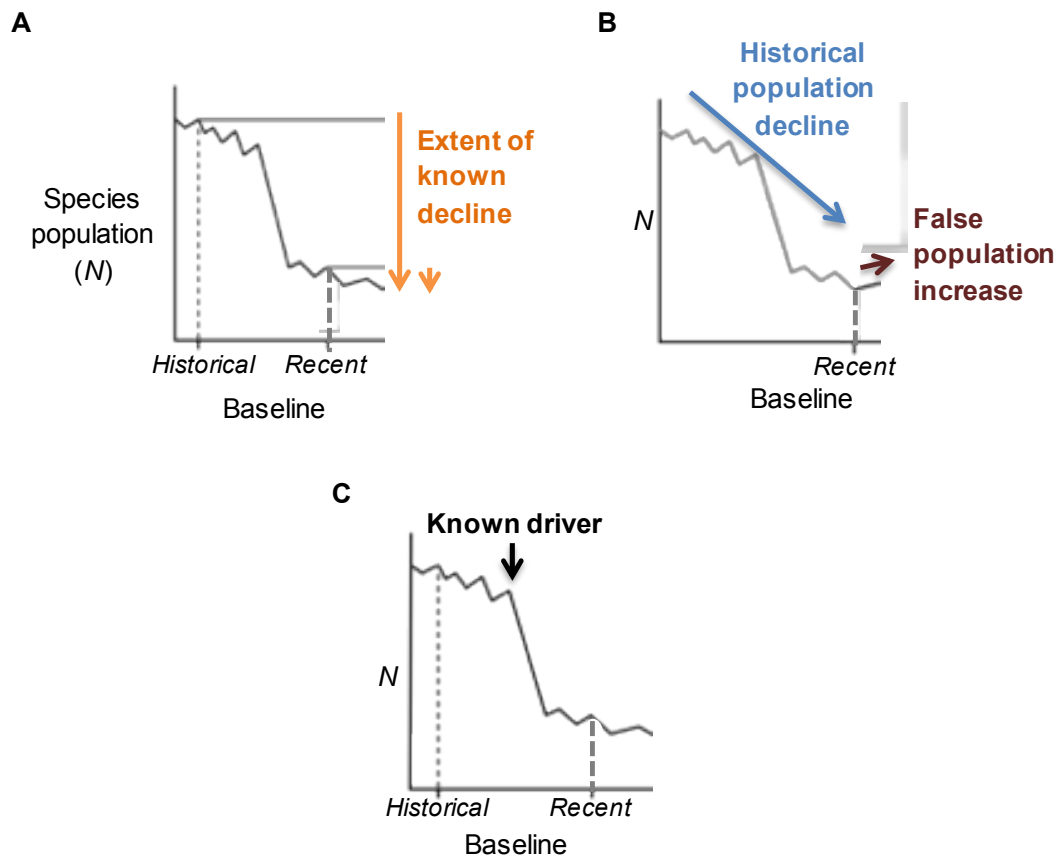 A
Species
population
(N)
Extent of
known
decline
Historical Recent
Baseline
B
Historical
population
decline
N
False
population
increase
Recent
Baseline
C
Known driver
N
Historical Recent
Baseline